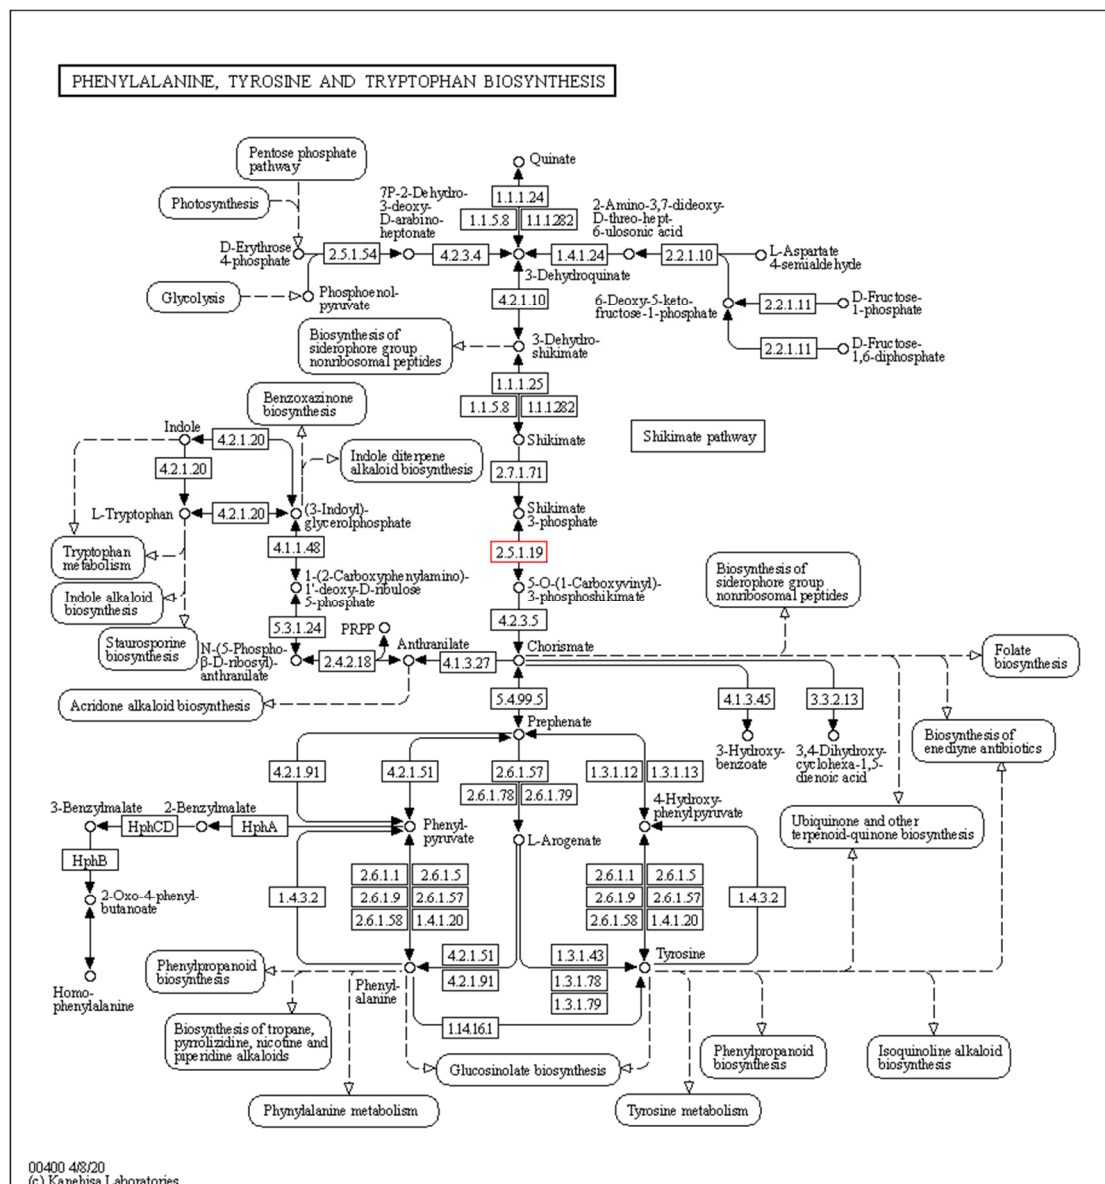 PHENYLALANINE, TYROSINE AND TRYPTOPHAN BIOSYNTHESIS
Pentose phosphate
pathway
Photosynthesis
Quinate
7P-2-Dehydro-
3-deoxy-
D-arabino-
heptonate
1.1.1.24
1.1.5.8
1.1.1282
2-Amino-3,7-dideoxy-
D-threo-hept-
6-ulosonic acid
D-Erythrose
4-phosphate
2.5.1.54
4.2.3.4
1.4.1.24
2.2.1.10
L-Aspartate
4-semialdehyde
3-Dehydroquinate
Glycolysis
Phosphoenol-
pyruvate
4.2.1.10
6-Deoxy-5-keto-
fructose-1-phosphate
2.2.1.11
D-Fructose-
1-phosphate
Biosynthesis of
siderophore group
nonribosomal peptides
3-Dehydro-
shikimate
2.2.1.11
D-Fructose-
1,6-diphosphate
1.1.1.25
1.1.5.8
1.1.1282
Benzoxazinone
biosynthesis
Indole
4.2.1.20
Shikimate
Shikimate pathway
4.2.1.20
Indole diterpene
alkaloid biosynthesis
2.7.1.71
L-Tryptophan
4.2.1.20
(3-Indoyl)-
glycerolphosphate
Shikimate
3-phosphate
Tryptophan
metabolism
4.1.1.48
2.5.1.19
1-(2-Carboxyphenylamino)-
1'-deoxy-D-ribulose
5-phosphate
5-O-(1-Carboxyvinyl)-
3-phosphoshikimate
Biosynthesis of
siderophore group
nonribosomal peptides
Indole alkaloid
biosynthesis
Staurosporine
biosynthesis
5.3.1.24
PRPP
4.2.3.5
N-(5-Phospho-
β-D-ribosyl)-
anthranilate
2.4.2.18
Anthranilate
4.1.3.27
Chorismate
Folate
biosynthesis
Acridone alkaloid biosynthesis
5.4.99.5
4.1.3.45
3.3.2.13
Prephenate
3-Hydroxy-
benzoate
3,4-Dihydroxy-
cyclohexa-1,5-
dienoic acid
Biosynthesis of
enediyne antibiotics
4.2.1.91
4.2.1.51
2.6.1.57
1.3.1.12
1.3.1.13
2.6.1.78
2.6.1.79
3-Benzylmalate
2-Benzylmalate
4-Hydroxy-
phenylpyruvate
HphCD
HphA
Phenyl-
pyruvate
L-Arogenate
Ubiquinone and other
terpenoid-quinone biosynthesis
HphB
2-Oxo-4-phenyl-
butanoate
1.4.3.2
2.6.1.1
2.6.1.5
2.6.1.9
2.6.1.57
2.6.1.58
1.4.1.20
2.6.1.1
2.6.1.5
2.6.1.9
2.6.1.57
2.6.1.58
1.4.1.20
1.4.3.2
Homo-
phenylalanine
Phenylpropanoid
biosynthesis
Phenyl-
alanine
4.2.1.51
4.2.1.91
1.3.1.43
1.3.1.78
1.3.1.79
Tyrosine
Biosynthesis of tropane,
pyrrolizidine, nicotine and
piperidine alkaloids
1.14.16.1
Glucosinolate biosynthesis
Phenylpropanoid
biosynthesis
Isoquinoline alkaloid
biosynthesis
Phynylalanine metabolism
Tyrosine metabolism
00400 4/8/20
(c) Kanehisa Laboratories